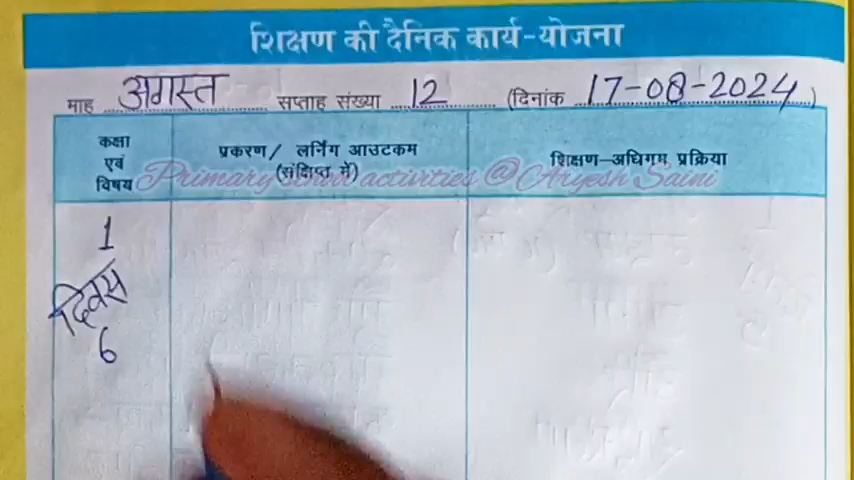 शिक्षण की दैनिक कार्य-योजना
माह अगस्त सप्ताह संख्या 12 (दिनांक 17-08-2024)
कक्षा एवं विषय
प्रकरण/ लर्निंग आउटकम (संक्षिप्त में)
शिक्षण-अधिगम प्रक्रिया
Primary school activities @ Aryesh Saini
1
दिवस
6